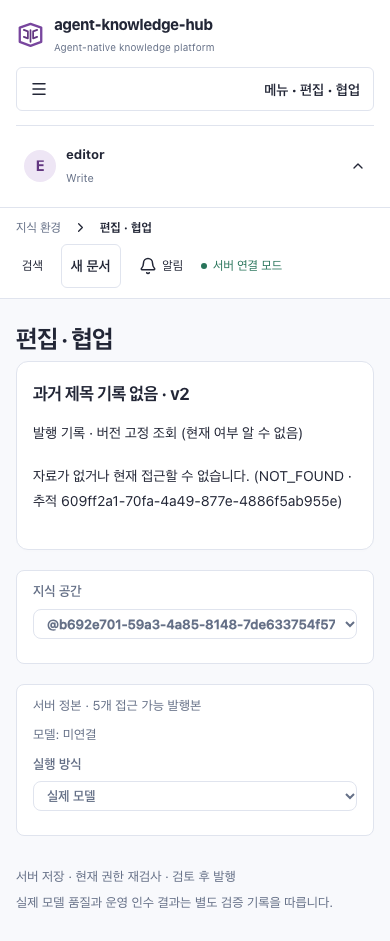 agent-knowledge-hub
Agent-native knowledge platform
메뉴 · 편집 · 협업
E
editor
Write
지식 환경 > 편집 · 협업
검색 새 문서 알림 서버 연결 모드
편집 · 협업
과거 제목 기록 없음 · v2
발행 기록 · 버전 고정 조회 (현재 여부 알 수 없음)
자료가 없거나 현재 접근할 수 없습니다. (NOT_FOUND ·
추적 609ff2a1-70fa-4a49-877e-4886f5ab955e)
지식 공간
@b692e701-59a3-4a85-8148-7de633754f57
서버 정본 · 5개 접근 가능 발행본
모델: 미연결
실행 방식
실제 모델
서버 저장 · 현재 권한 재검사 · 검토 후 발행
실제 모델 품질과 운영 인수 결과는 별도 검증 기록을 따릅니다.